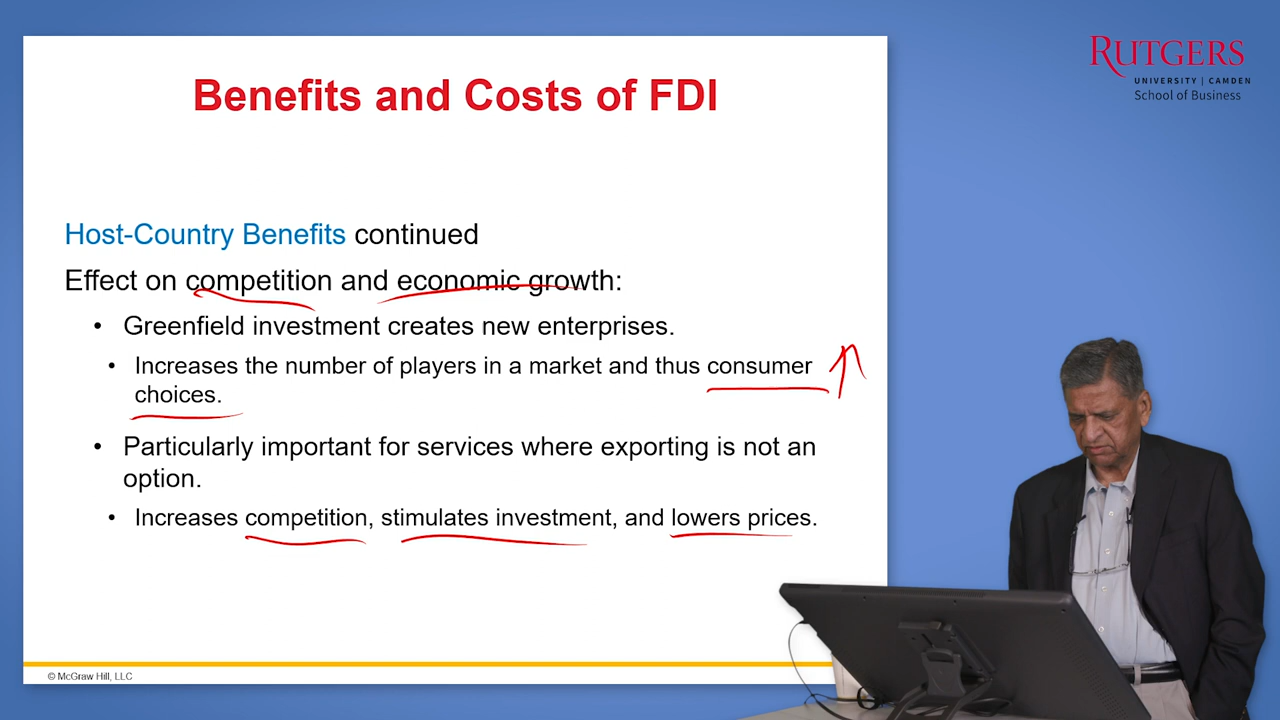 Benefits and Costs of FDI
RUTGERS
UNIVERSITY | CAMDEN
School of Business
Host-Country Benefits continued
Effect on competition and economic growth:
• Greenfield investment creates new enterprises.
• Increases the number of players in a market and thus consumer
choices.
• Particularly important for services where exporting is not an
option.
• Increases competition, stimulates investment, and lowers prices.
© McGraw Hill, LLC